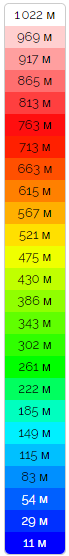 1022 м
969 м
917 м
865 м
813 м
763 м
713 м
663 м
615 м
567 м
521 м
475 м
430 м
386 м
343 м
302 м
261 м
222 м
185 м
149 м
115 м
83 м
54 м
29 м
11 м